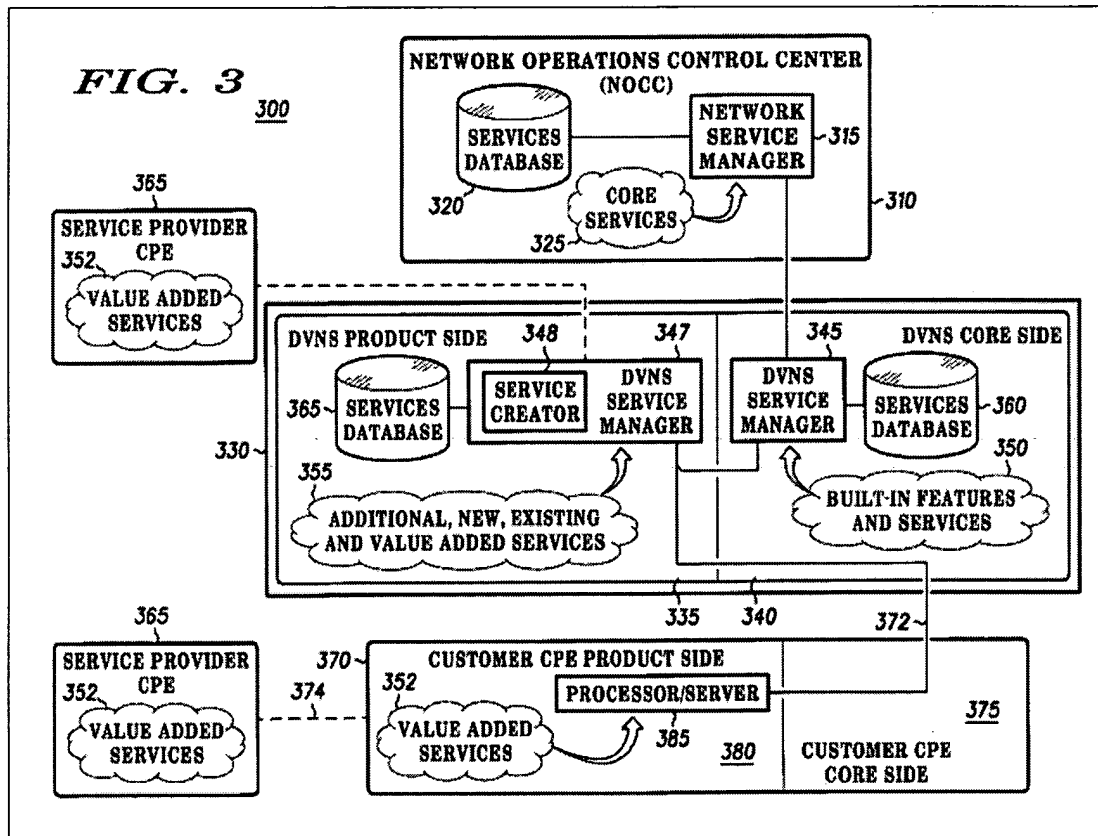 FIG. 3
300
NETWORK OPERATIONS CONTROL CENTER
(NOCC)
SERVICES
DATABASE
320
NETWORK
SERVICE
MANAGER
315
CORE
SERVICES
325
310
365
SERVICE PROVIDER
CPE
352
VALUE ADDED
SERVICES
DVNS PRODUCT SIDE
348
347
365
SERVICES
DATABASE
SERVICE
CREATOR
DVNS
SERVICE
MANAGER
345
DVNS CORE SIDE
DVNS
SERVICE
MANAGER
SERVICES
DATABASE
360
330
355
ADDITIONAL, NEW, EXISTING
AND VALUE ADDED SERVICES
350
BUILT-IN FEATURES
AND SERVICES
335
340
372
365
SERVICE PROVIDER
CPE
352
VALUE ADDED
SERVICES
374
370
CUSTOMER CPE PRODUCT SIDE
352
VALUE ADDED
SERVICES
PROCESSOR/SERVER
385
380
375
CUSTOMER CPE
CORE SIDE